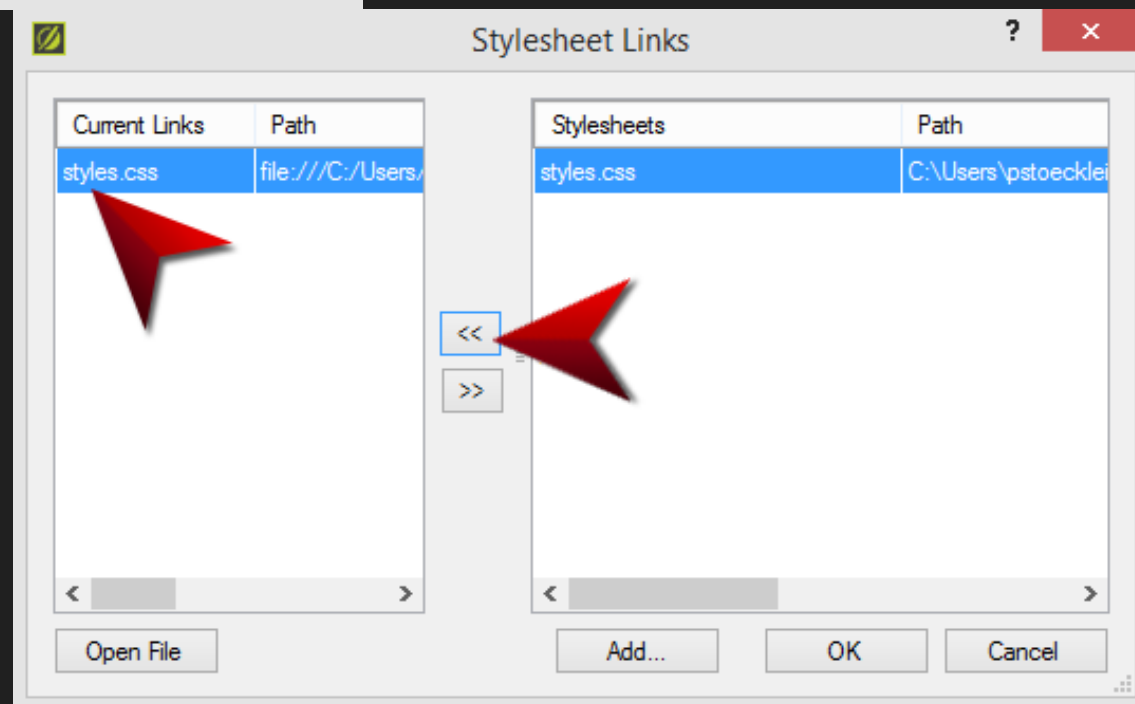 Stylesheet Links
?
×
Current Links Path
Stylesheets Path
styles.css file:///C:/Users/
styles.css C:\Users\pstoecklei
<<
>>
< >
< >
Open File
Add... OK Cancel